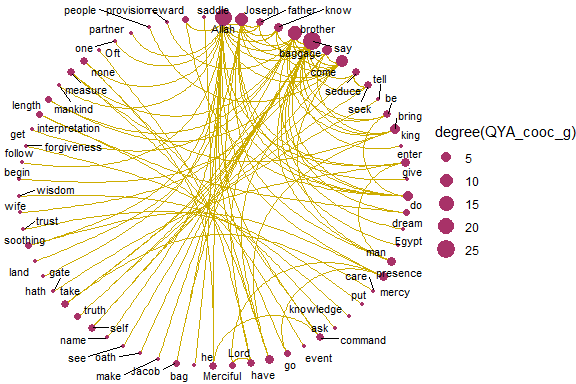 people
provision
reward
saddle
Joseph
father
know
Allah
brother
partner
one
Oft
baggage
say
none
come
seduce
tell
measure
seek
be
length
mankind
bring
get
interpretation
king
follow
forgiveness
enter
begin
give
wisdom
wife
do
trust
dream
soothing
Egypt
man
land
gate
presence
hath
take
care
mercy
put
truth
knowledge
self
ask
name
command
see
oath
he
Lord
event
make
Jacob
bag
Merciful
have
go
degree(QYA_cooc_g)
5
10
15
20
25